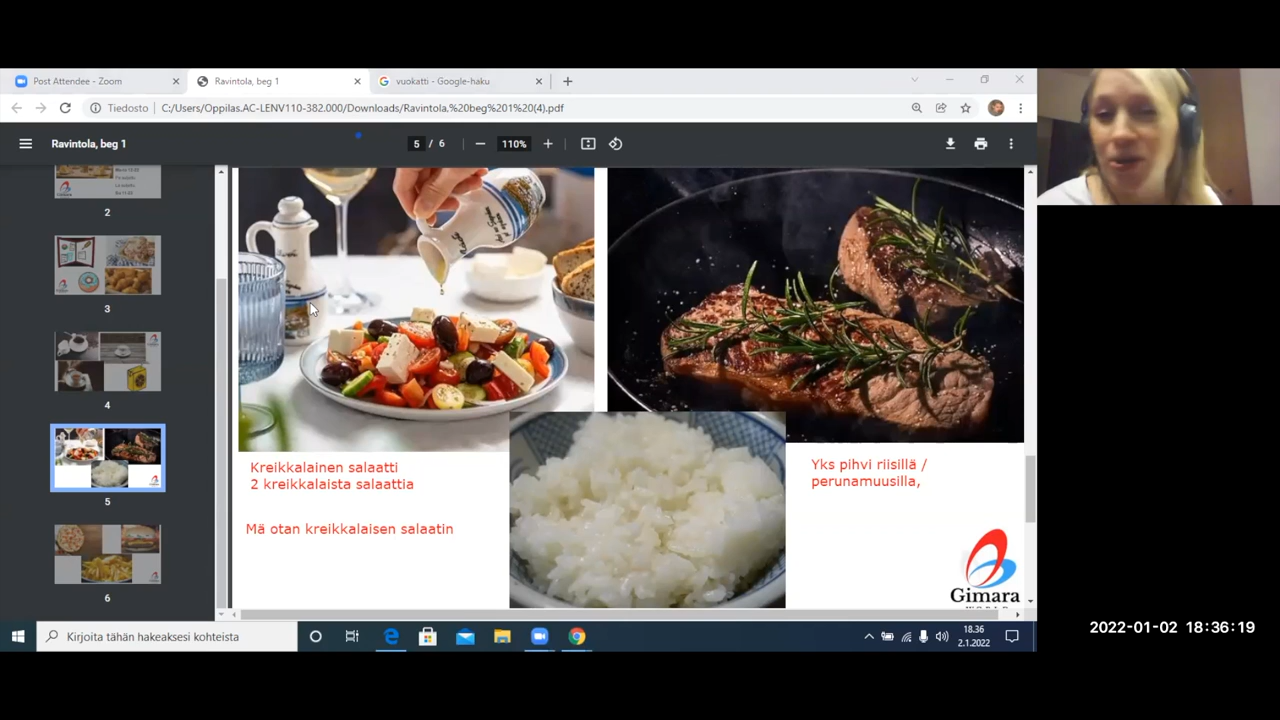 Post Attendee - Zoom
Ravintola, beg 1
vuokatti - Google-haku
Tiedosto
C:/Users/Oppilas.AC-LENV110-382.000/Downloads/Ravintola,%20beg%201%20(4).pdf
Ravintola, beg 1
5 / 6
110%
2
3
4
5
6
Kreikkalainen salaatti
2 kreikkalaista salaattia
Mä otan kreikkalaisen salaatin
Yks pihvi riisillä /
perunamuusilla,
Gimara
Kirjoita tähän hakeaksesi kohteista
18.36
2.1.2022
2022-01-02 18:36:19